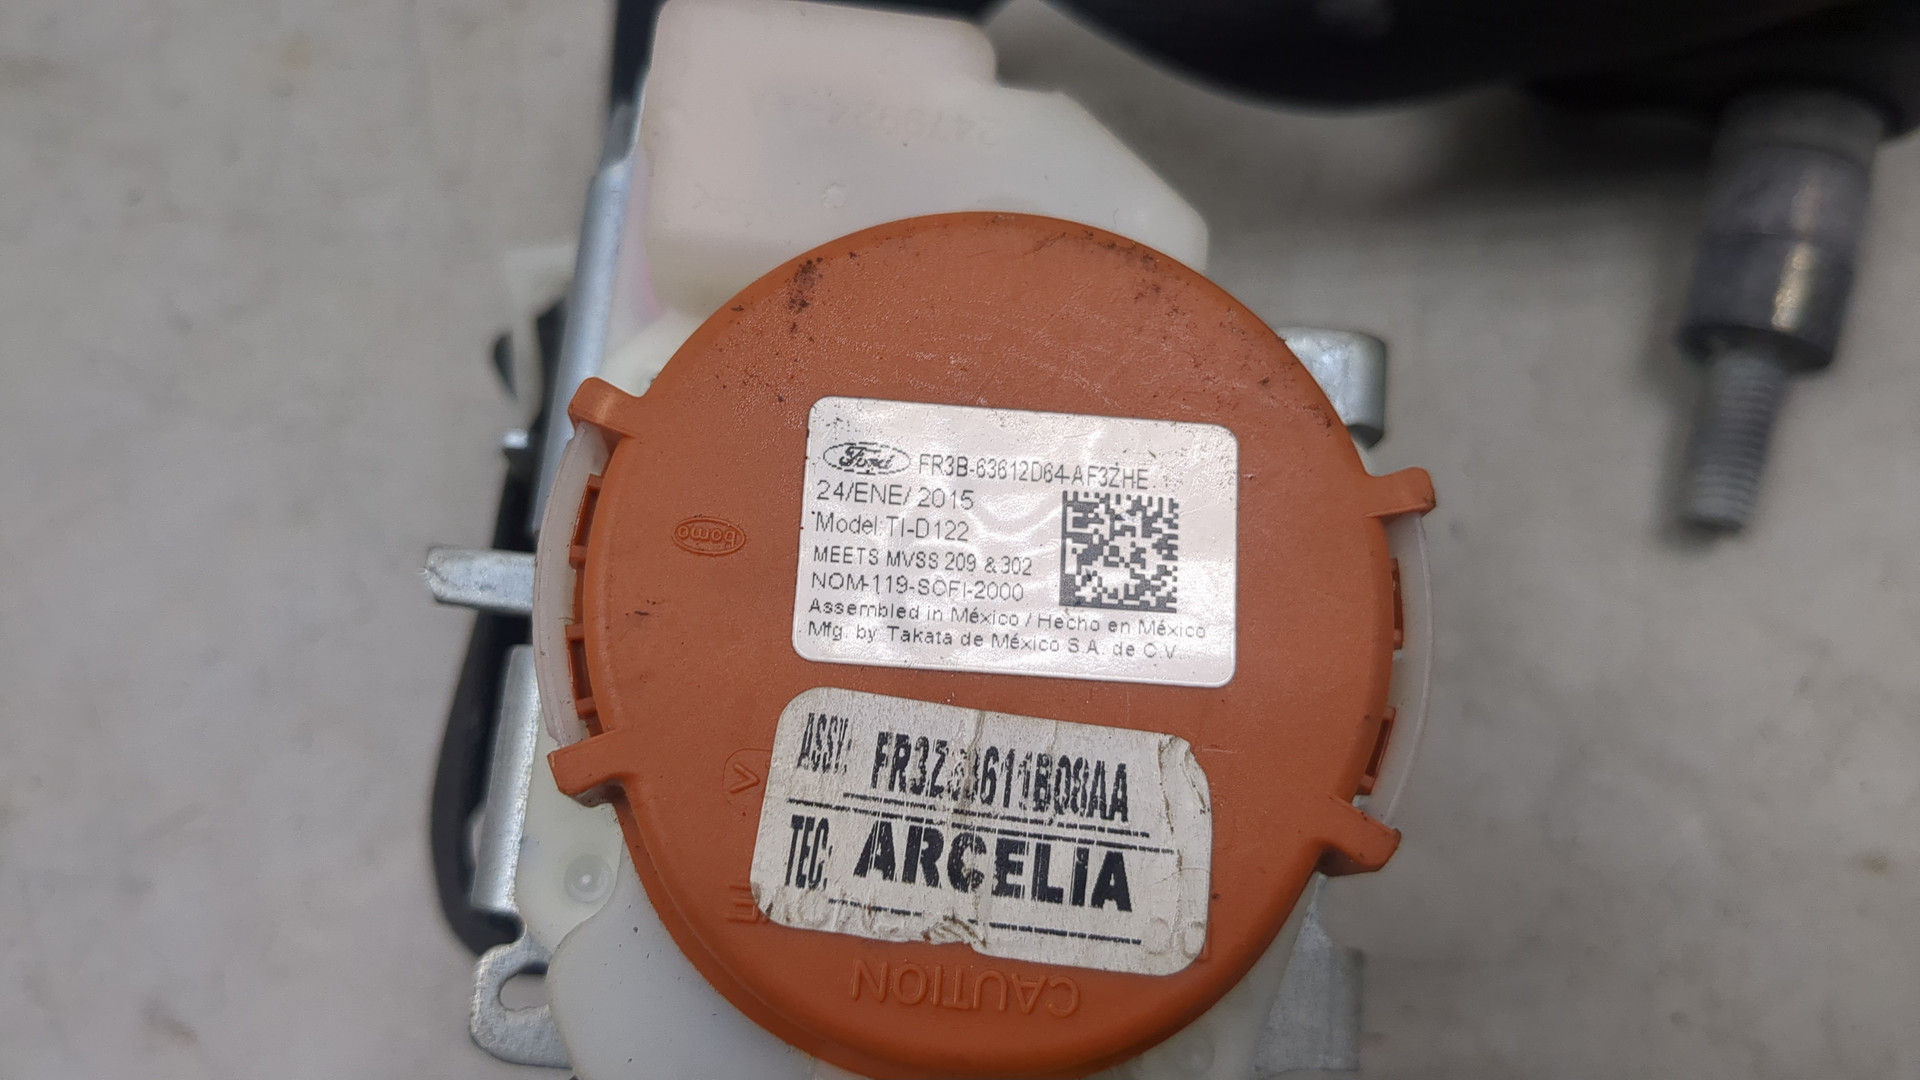 Ford FR3B-63612D64-AF3ZHE
24/ENE/ 2015
Model:TI-D122
MEETS MVSS 209 & 302
NOM-119-SCFI-2000
Assembled in México / Hecho en México
Mfg. by Takata de México S.A. de C.V.
homo
ASSY:
TEC: ARCELIA
CAUTION